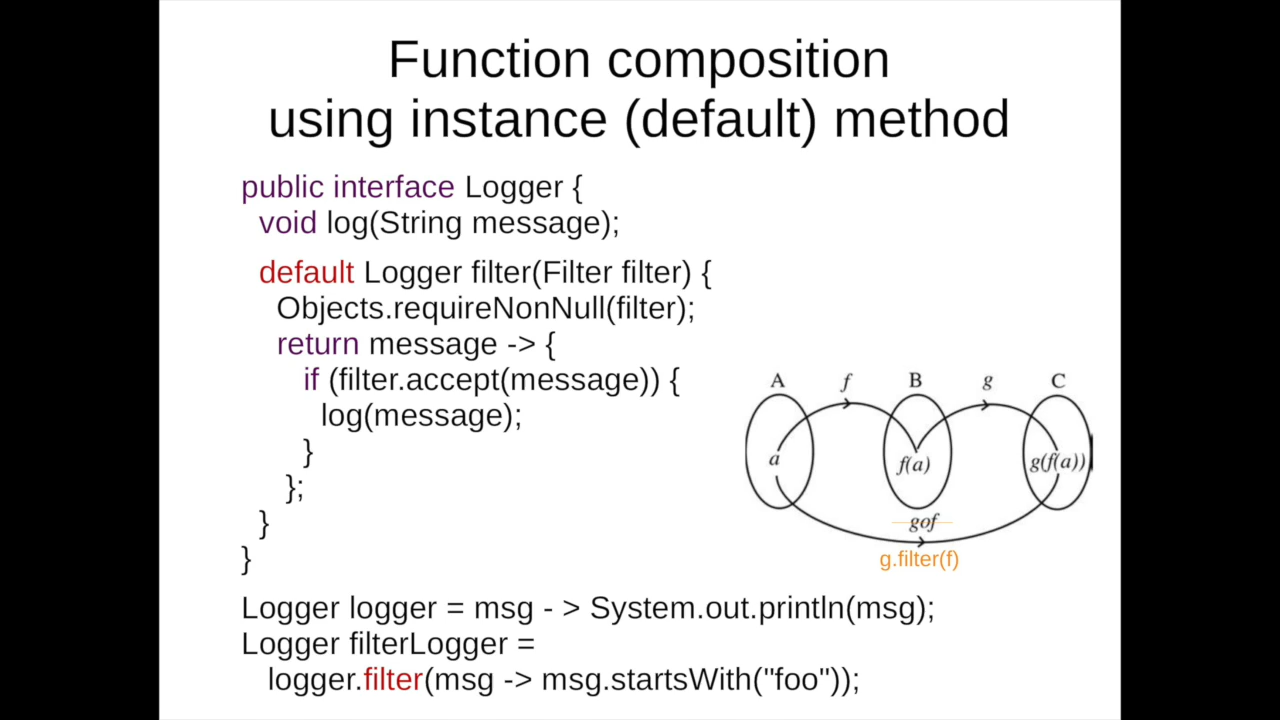 Function composition
using instance (default) method
public interface Logger {
void log(String message);
default Logger filter(Filter filter) {
Objects.requireNonNull(filter);
return message -> {
if (filter.accept(message)) {
log(message);
}
};
}
}
A f B g C
a f(a) g(f(a))
gof
g.filter(f)
Logger logger = msg - > System.out.println(msg);
Logger filterLogger =
logger.filter(msg -> msg.startsWith("foo"));